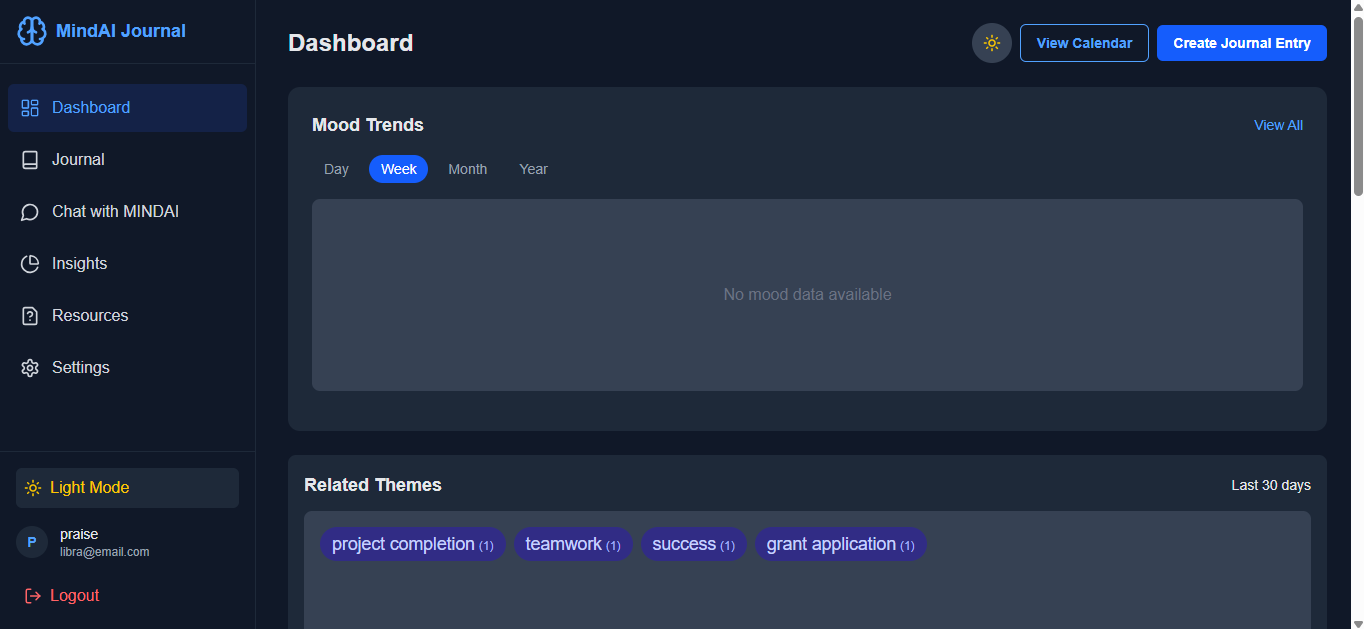 MindAI Journal
Dashboard
Journal
Chat with MINDAI
Insights
Resources
Settings
Light Mode
P
praise
libra@email.com
Logout
Dashboard
View Calendar
Create Journal Entry
Mood Trends
View All
Day Week Month Year
No mood data available
Related Themes
Last 30 days
project completion (1) teamwork (1) success (1) grant application (1)